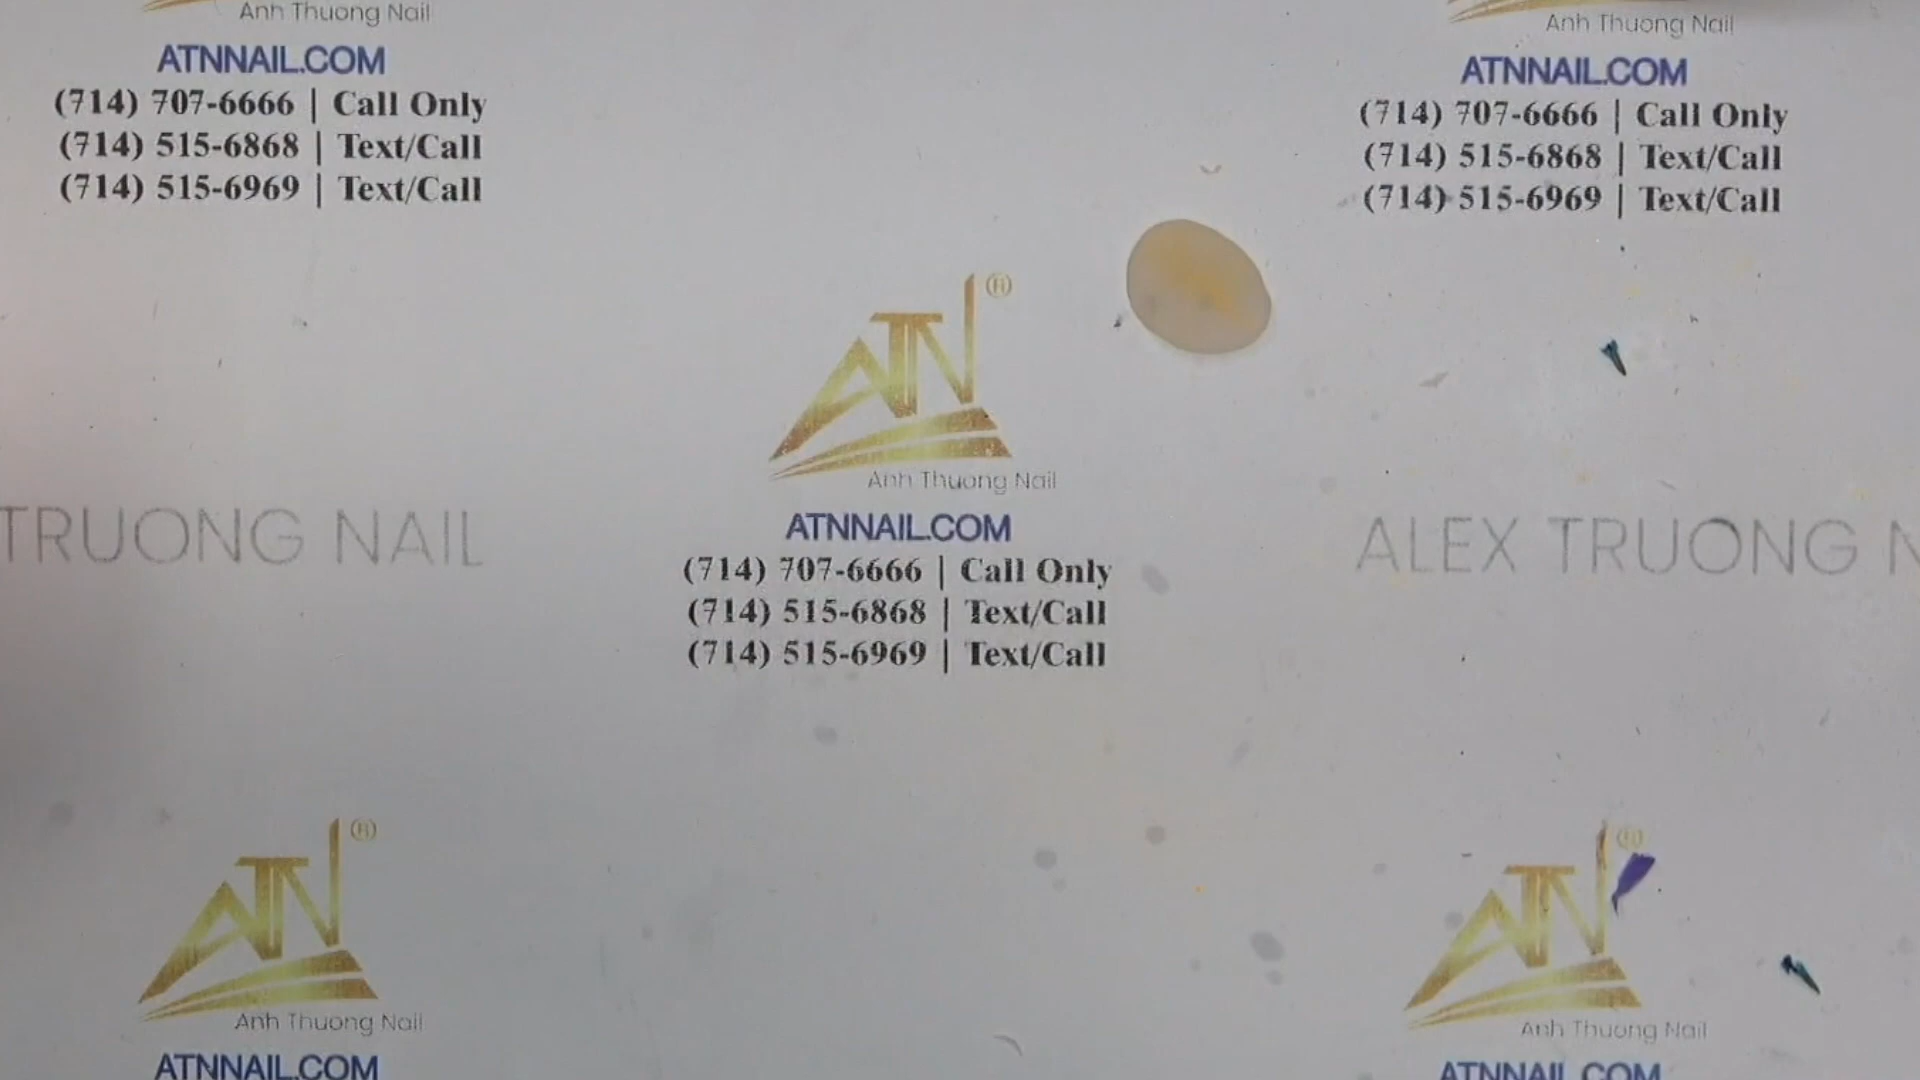 Anh Thuong Nail
ATNNAIL.COM
(714) 707-6666 | Call Only
(714) 515-6868 | Text/Call
(714) 515-6969 | Text/Call
Anh Thuong Nail
ATNNAIL.COM
(714) 707-6666 | Call Only
(714) 515-6868 | Text/Call
(714) 515-6969 | Text/Call
ATN ®
Anh Thuong Nail
ATNNAIL.COM
(714) 707-6666 | Call Only
(714) 515-6868 | Text/Call
(714) 515-6969 | Text/Call
TRUONG NAIL
ALEX TRUONG N
ATN ®
Anh Thuong Nail
ATNNAIL.COM
ATN ®
Anh Thuong Nail
ATNNAIL.COM